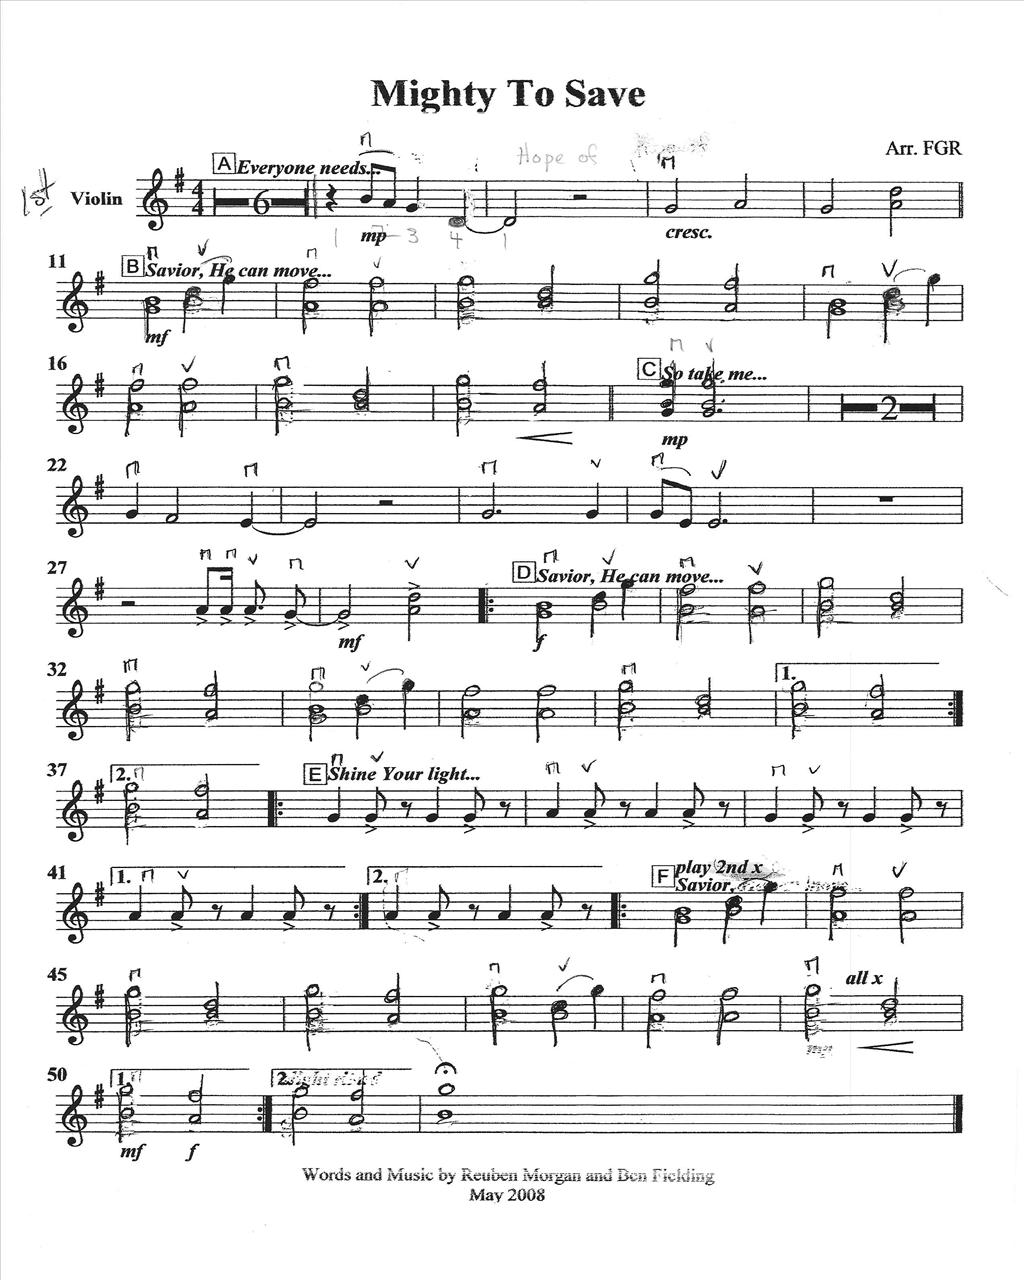 Mighty To Save
Arr. FGR
Hope of
1st Violin
A Everyone needs...
6
mp
1 2 3 4 1
cresc.
11
B Savior, He can move...
mf
16
C So take me...
mp
2
22
27
mf
D Savior, He can move...
f
32
1.
37
2.
E Shine Your light...
41
1.
2.
F play 2nd x
Savior,
45
all x
mp
50
1.
2.
mf f
Words and Music by Reuben Morgan and Ben Fielding
May 2008